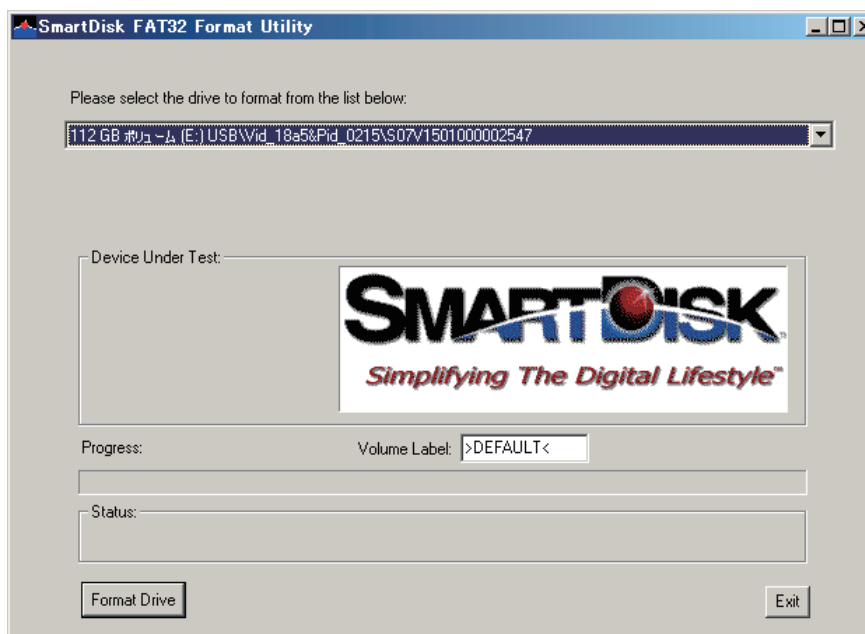 SmartDisk FAT32 Format Utility
Please select the drive to format from the list below:
112 GB ボリューム (E:) USB\Vid_18a5&Pid_0215\S07V1501000002547
Device Under Test:
SMARTDISK
Simplifying The Digital Lifestyle™
Progress:
Volume Label: >DEFAULT<
Status:
Format Drive
Exit